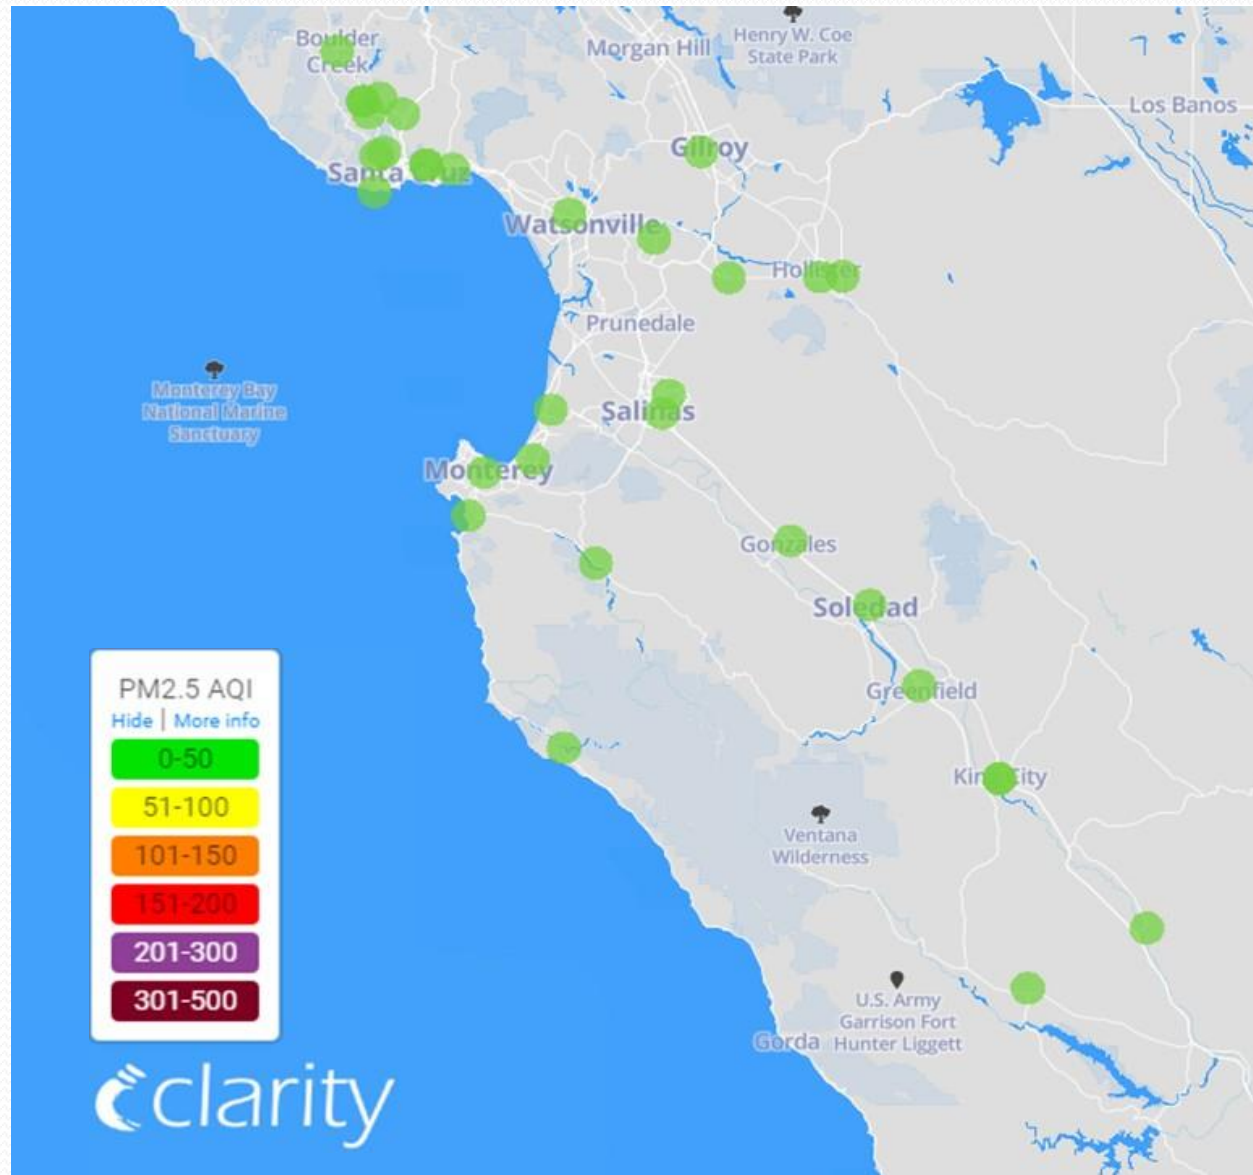 Boulder
Creek
Morgan Hill
Henry W. Coe
State Park
Los Banos
Gilroy
Santa Cruz
Watsonville
Hollister
Prunedale
Monterey Bay
National Marine
Sanctuary
Salinas
Monterey
Gonzales
Soledad
Greenfield
King City
Ventana
Wilderness
U.S. Army
Garrison Fort
Hunter Liggett
Gorda
PM2.5 AQI
Hide | More info
0-50
51-100
101-150
151-200
201-300
301-500
clarity